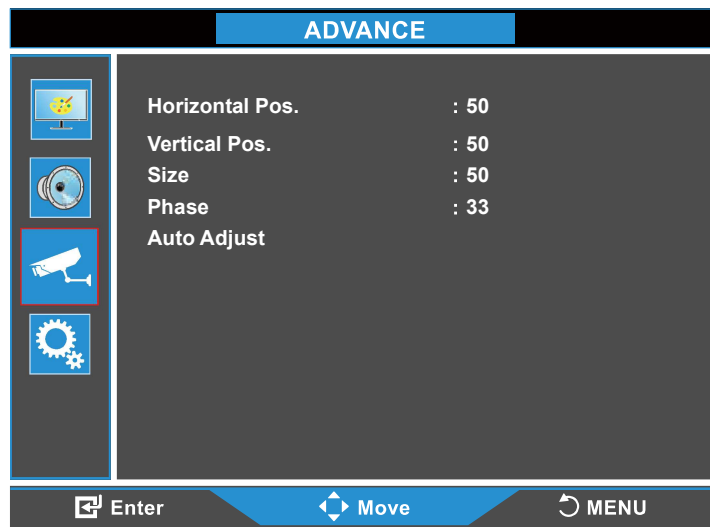 ADVANCE
Horizontal Pos. : 50
Vertical Pos. : 50
Size : 50
Phase : 33
Auto Adjust
Enter Move MENU